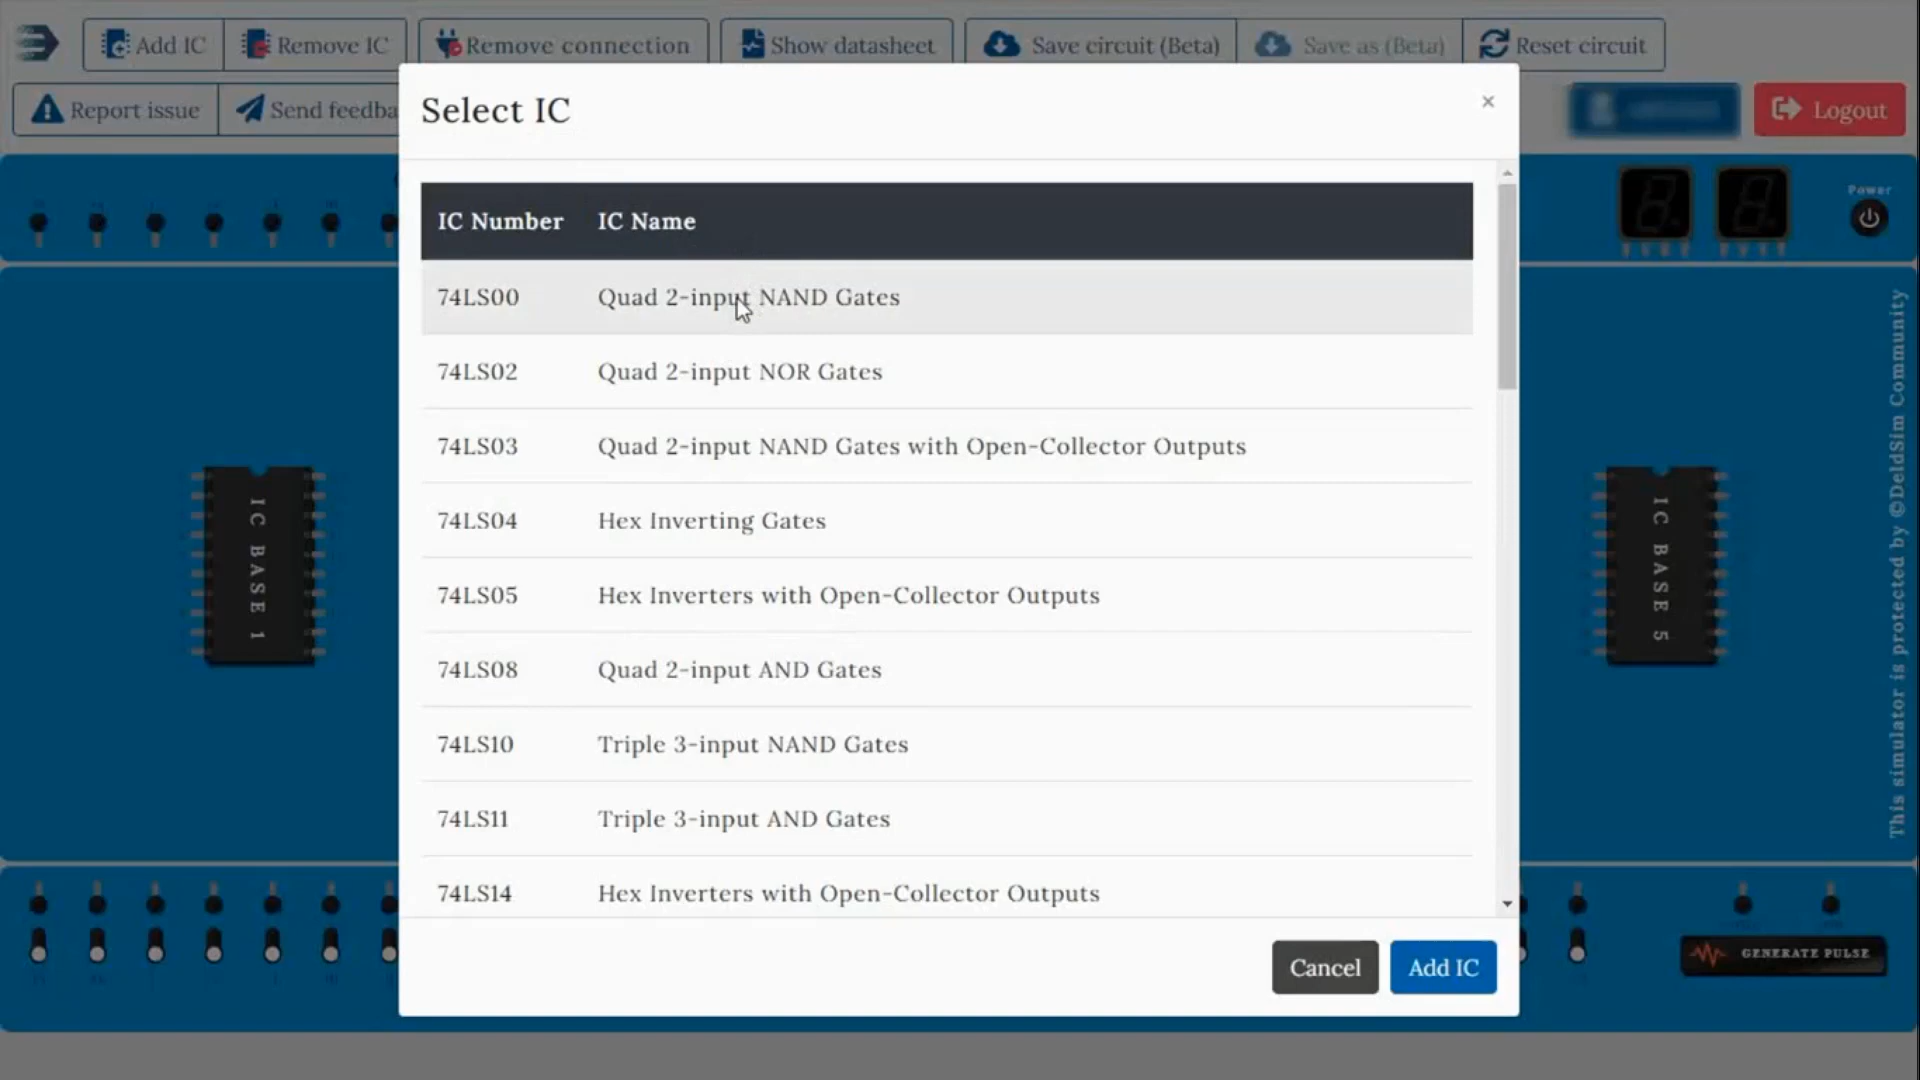 Add IC
Remove IC
Remove connection
Show datasheet
Save circuit (Beta)
Save as (Beta)
Reset circuit
Report issue
Send feedba
Logout
Select IC
×
Power
IC Number IC Name
74LS00 Quad 2-input NAND Gates
74LS02 Quad 2-input NOR Gates
74LS03 Quad 2-input NAND Gates with Open-Collector Outputs
74LS04 Hex Inverting Gates
74LS05 Hex Inverters with Open-Collector Outputs
74LS08 Quad 2-input AND Gates
74LS10 Triple 3-input NAND Gates
74LS11 Triple 3-input AND Gates
74LS14 Hex Inverters with Open-Collector Outputs
IC BASE 1
IC BASE 5
This simulator is protected by ©DeldSim Community
Cancel
Add IC
GENERATE PULSE